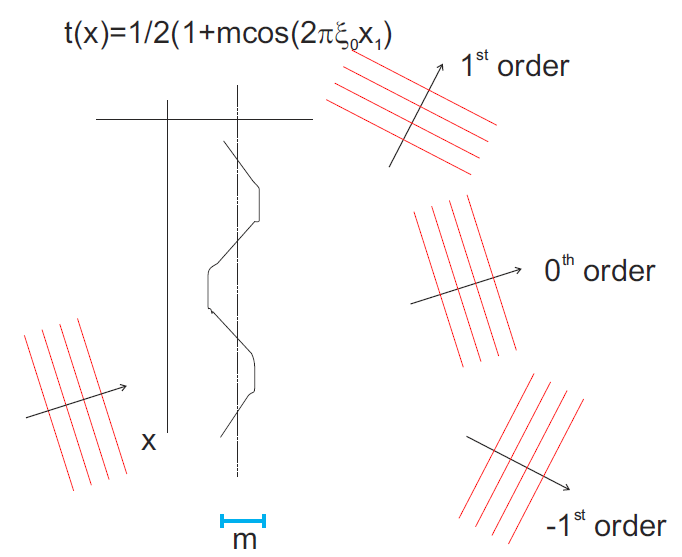 t(x)=1/2(1+mcos(2πξ₀x₁)
1ˢᵗ order
0ᵗʰ order
x
-1ˢᵗ order
m